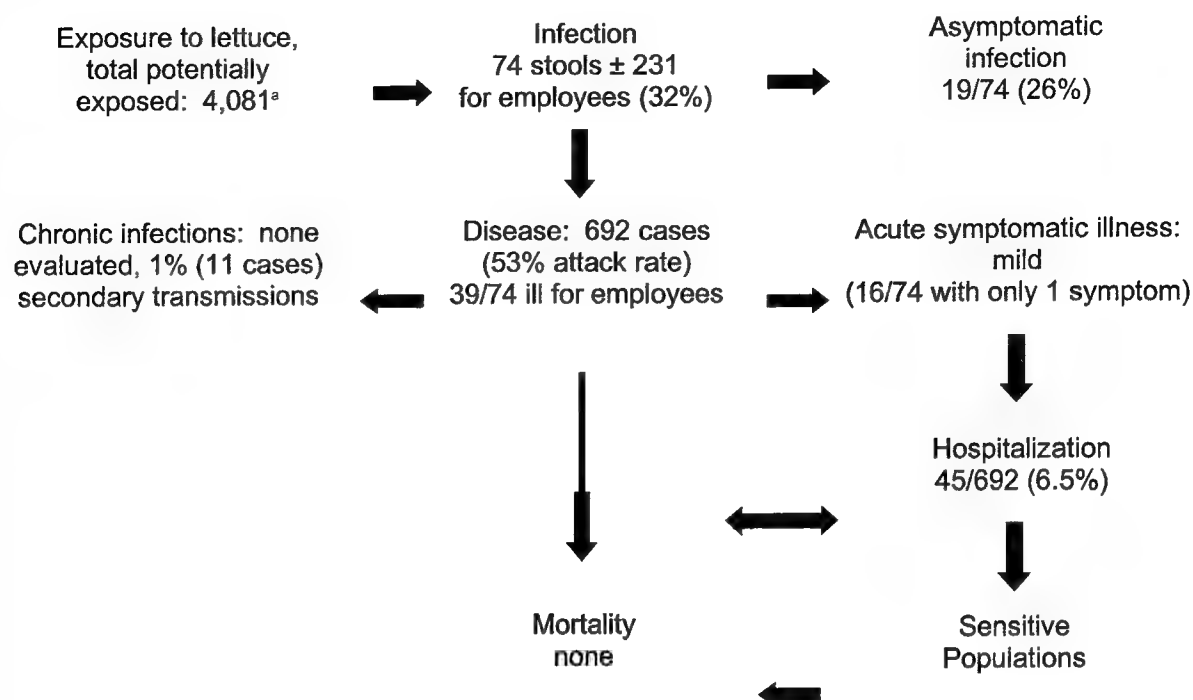 Exposure to lettuce,
total potentially
exposed: 4,081ª
Infection
74 stools ± 231
for employees (32%)
Asymptomatic
infection
19/74 (26%)
Chronic infections: none
evaluated, 1% (11 cases)
secondary transmissions
Disease: 692 cases
(53% attack rate)
39/74 ill for employees
Acute symptomatic illness:
mild
(16/74 with only 1 symptom)
Hospitalization
45/692 (6.5%)
Mortality
none
Sensitive
Populations